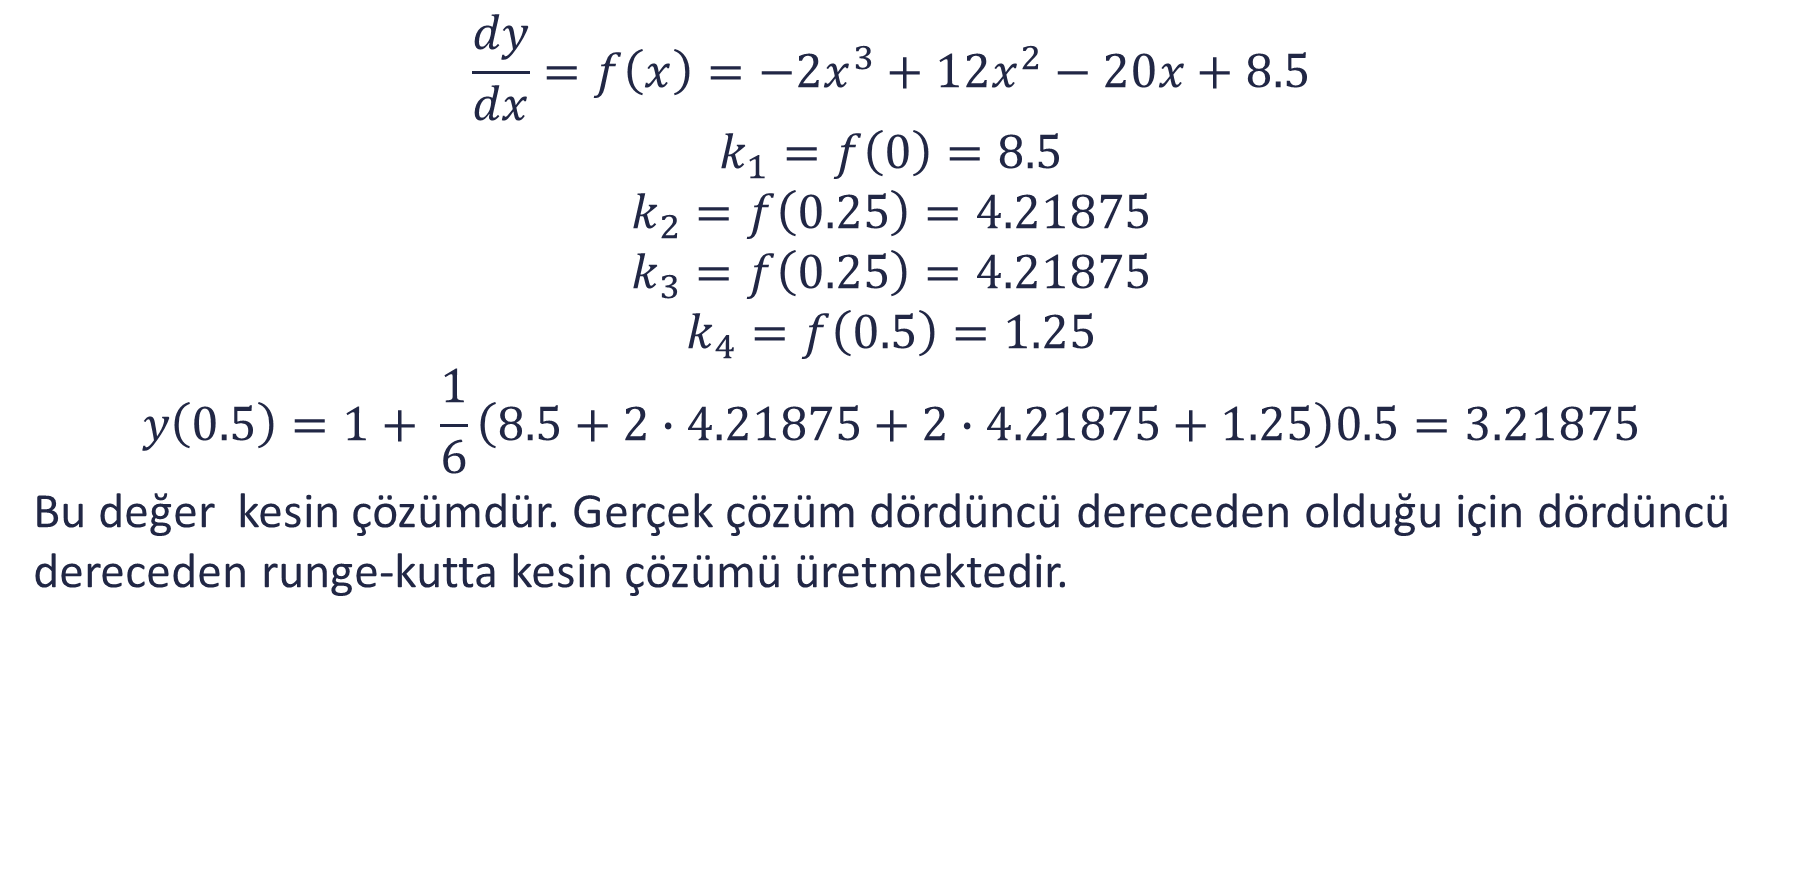 dy/dx = f(x) = −2x³ + 12x² − 20x + 8.5
k₁ = f(0) = 8.5
k₂ = f(0.25) = 4.21875
k₃ = f(0.25) = 4.21875
k₄ = f(0.5) = 1.25
y(0.5) = 1 + 1/6 (8.5 + 2 · 4.21875 + 2 · 4.21875 + 1.25)0.5 = 3.21875
Bu değer kesin çözümdür. Gerçek çözüm dördüncü dereceden olduğu için dördüncü
dereceden runge-kutta kesin çözümü üretmektedir.